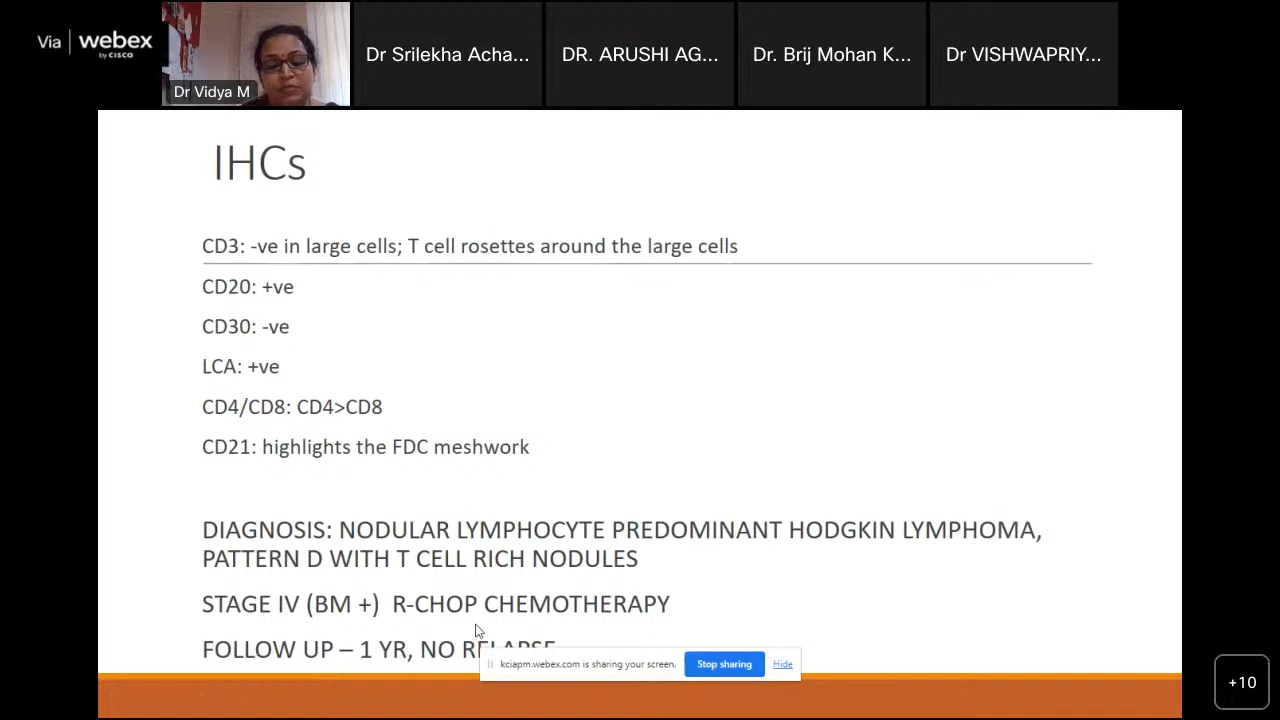 Via webex
by CISCO
Dr Vidya M
Dr Srilekha Acha...
DR. ARUSHI AG...
Dr. Brij Mohan K...
Dr VISHWAPRIY...
IHCs
CD3: -ve in large cells; T cell rosettes around the large cells
CD20: +ve
CD30: -ve
LCA: +ve
CD4/CD8: CD4>CD8
CD21: highlights the FDC meshwork
DIAGNOSIS: NODULAR LYMPHOCYTE PREDOMINANT HODGKIN LYMPHOMA,
PATTERN D WITH T CELL RICH NODULES
STAGE IV (BM +) R-CHOP CHEMOTHERAPY
FOLLOW UP – 1 YR, NO RELAPSE
kciapm.webex.com is sharing your screen. Stop sharing Hide
+10